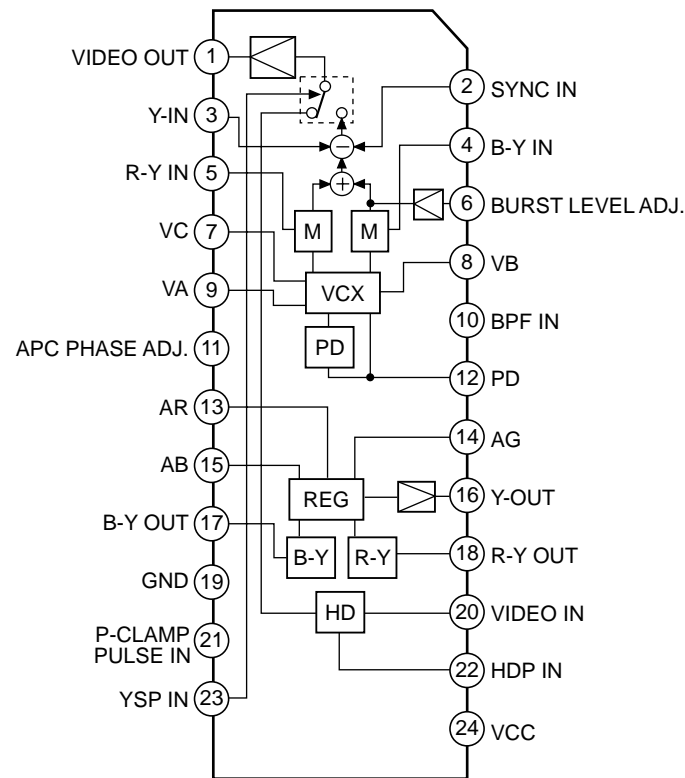 VIDEO OUT 1
2 SYNC IN
Y-IN 3
−
4 B-Y IN
R-Y IN 5
+
6 BURST LEVEL ADJ.
VC 7
M
M
8 VB
VA 9
VCX
10 BPF IN
APC PHASE ADJ. 11
PD
12 PD
AR 13
14 AG
AB 15
REG
16 Y-OUT
B-Y OUT 17
B-Y
R-Y
18 R-Y OUT
GND 19
HD
20 VIDEO IN
P-CLAMP
PULSE IN 21
22 HDP IN
YSP IN 23
24 VCC